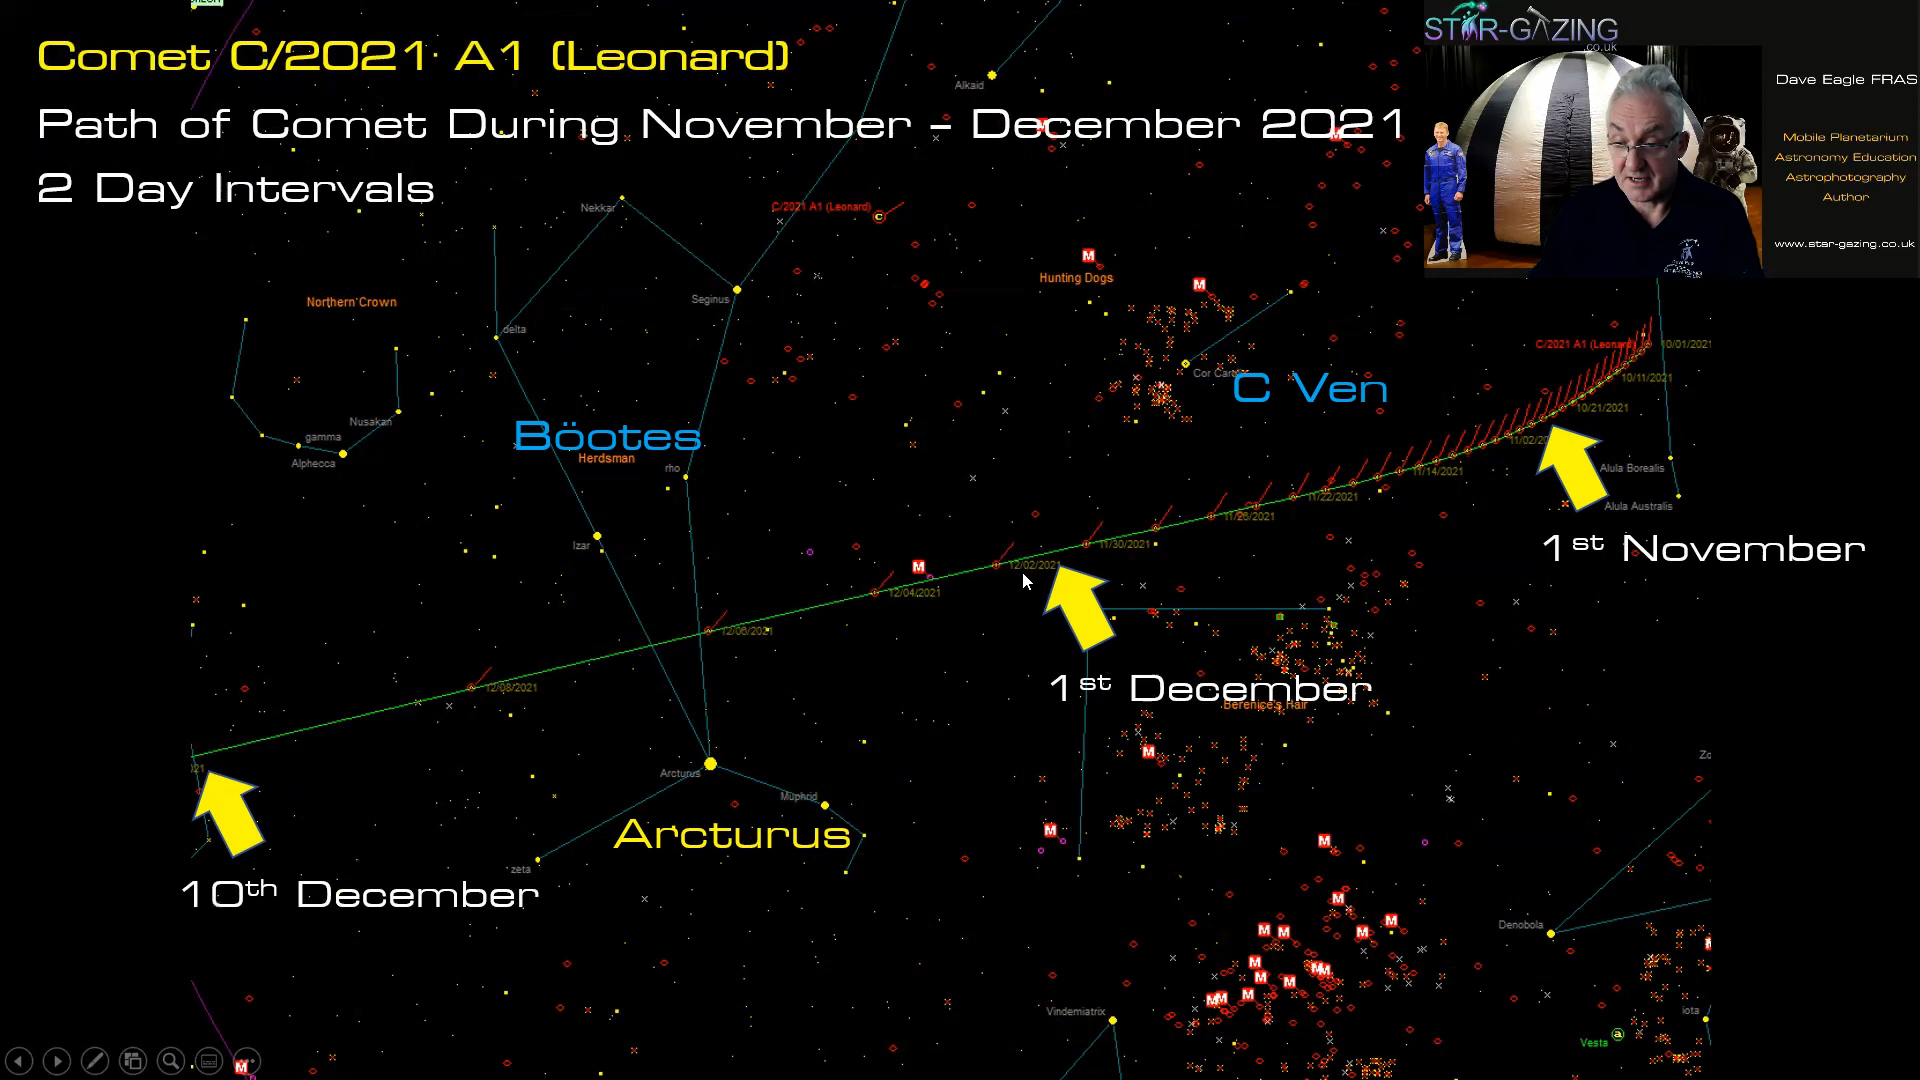 Comet C/2021 A1 (Leonard)
Path of Comet During November – December 2021
2 Day Intervals
STAR-GAZING
.co.uk
Dave Eagle FRAS
Mobile Planetarium
Astronomy Education
Astrophotography
Author
www.star-gazing.co.uk
Alkaid
Nekkar
C/2021 A1 (Leonard)
Hunting Dogs
Northern Crown
Seginus
delta
C/2021 A1 (Leonard)
10/01/2021
Cor Caroli
10/11/2021
C Ven
10/21/2021
Nusakan
gamma
Alphecca
Böotes
Herdsman
rho
11/02/20
11/14/2021
Alula Borealis
11/22/2021
Alula Australis
11/26/2021
Izar
11/30/2021
1st November
12/02/2021
12/04/2021
12/06/2021
12/08/2021
1st December
Berenice's Hair
Arcturus
21
Muphrid
Arcturus
zeta
10th December
Denobola
Vindemiatrix
iota
Vesta
a
M